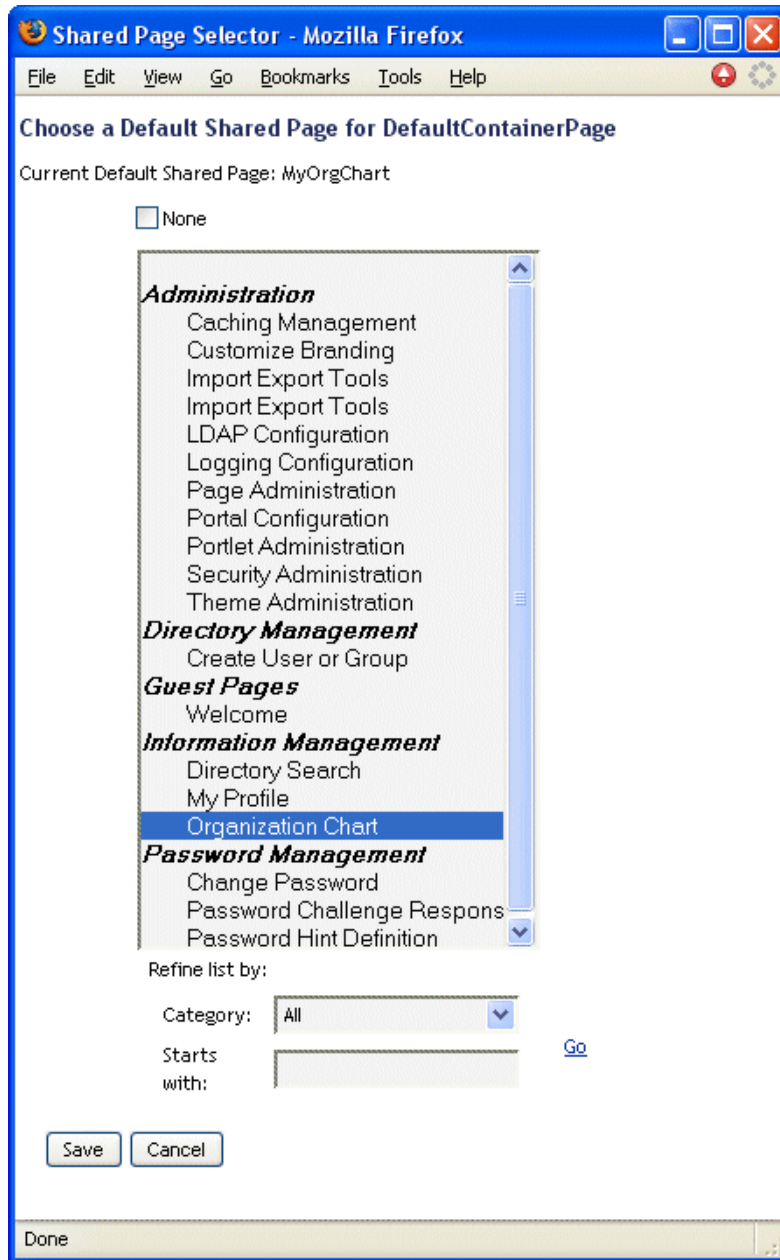 Shared Page Selector - Mozilla Firefox
File Edit View Go Bookmarks Tools Help
Choose a Default Shared Page for DefaultContainerPage
Current Default Shared Page: MyOrgChart
None
Administration
Caching Management
Customize Branding
Import Export Tools
Import Export Tools
LDAP Configuration
Logging Configuration
Page Administration
Portal Configuration
Portlet Administration
Security Administration
Theme Administration
Directory Management
Create User or Group
Guest Pages
Welcome
Information Management
Directory Search
My Profile
Organization Chart
Password Management
Change Password
Password Challenge Respons
Password Hint Definition
Refine list by:
Category: All
Starts with:
Go
Save Cancel
Done